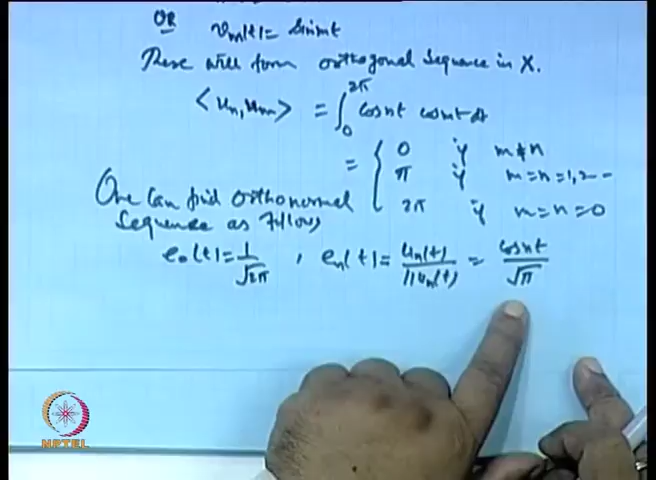 OR vₘ(t) = Sin mt
These will form orthogonal sequence in X.
<uₙ, uₘ> = ∫₀^2π cos nt cos mt dt
= { 0 if m ≠ n
π if m = n = 1, 2 --
2π if m = n = 0
One can find orthonormal
sequence as follows
e₀(t) = 1/√2π , eₙ(t) = uₙ(t)/||uₙ(t)|| = cos nt/√π
NPTEL